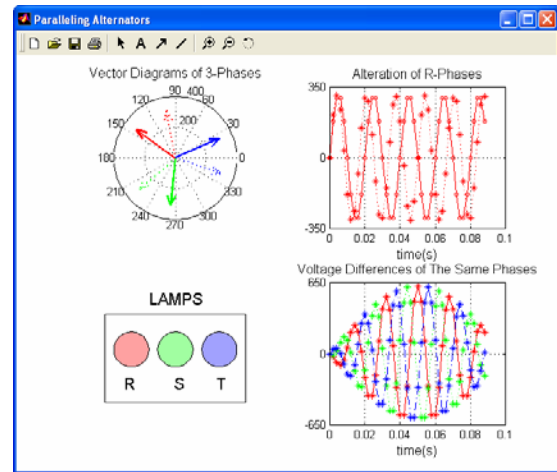 Paralleling Alternators
Vector Diagrams of 3-Phases
90 400
120 60
150 200 30
180 0
210 330
240 300
270
Alteration of R-Phases
350
0
-350
0 0.02 0.04 0.06 0.08 0.1
time(s)
LAMPS
R S T
Voltage Differences of The Same Phases
650
0
-650
0 0.02 0.04 0.06 0.08 0.1
time(s)